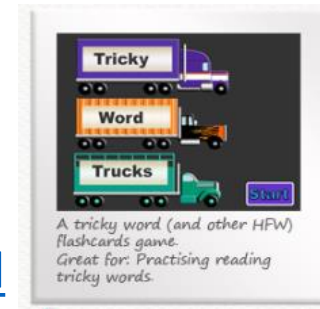 Tricky
Word
Trucks
Start
A tricky word (and other HFW)
flashcards game.
Great for: Practising reading
tricky words.